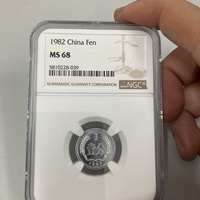 1982 China Fen
MS 68
5810228-039
NUMISMATIC GUARANTY CORPORATION
NGC